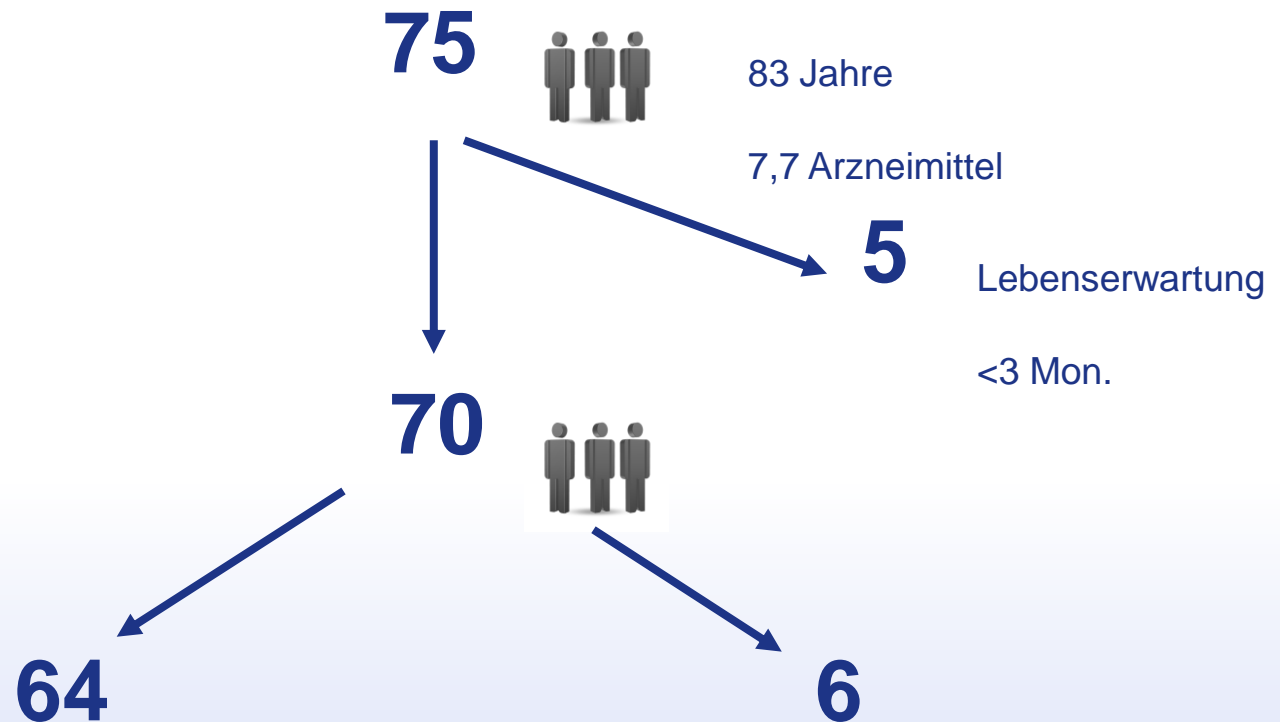 75
83 Jahre
7,7 Arzneimittel
5
Lebenserwartung
<3 Mon.
70
64
6